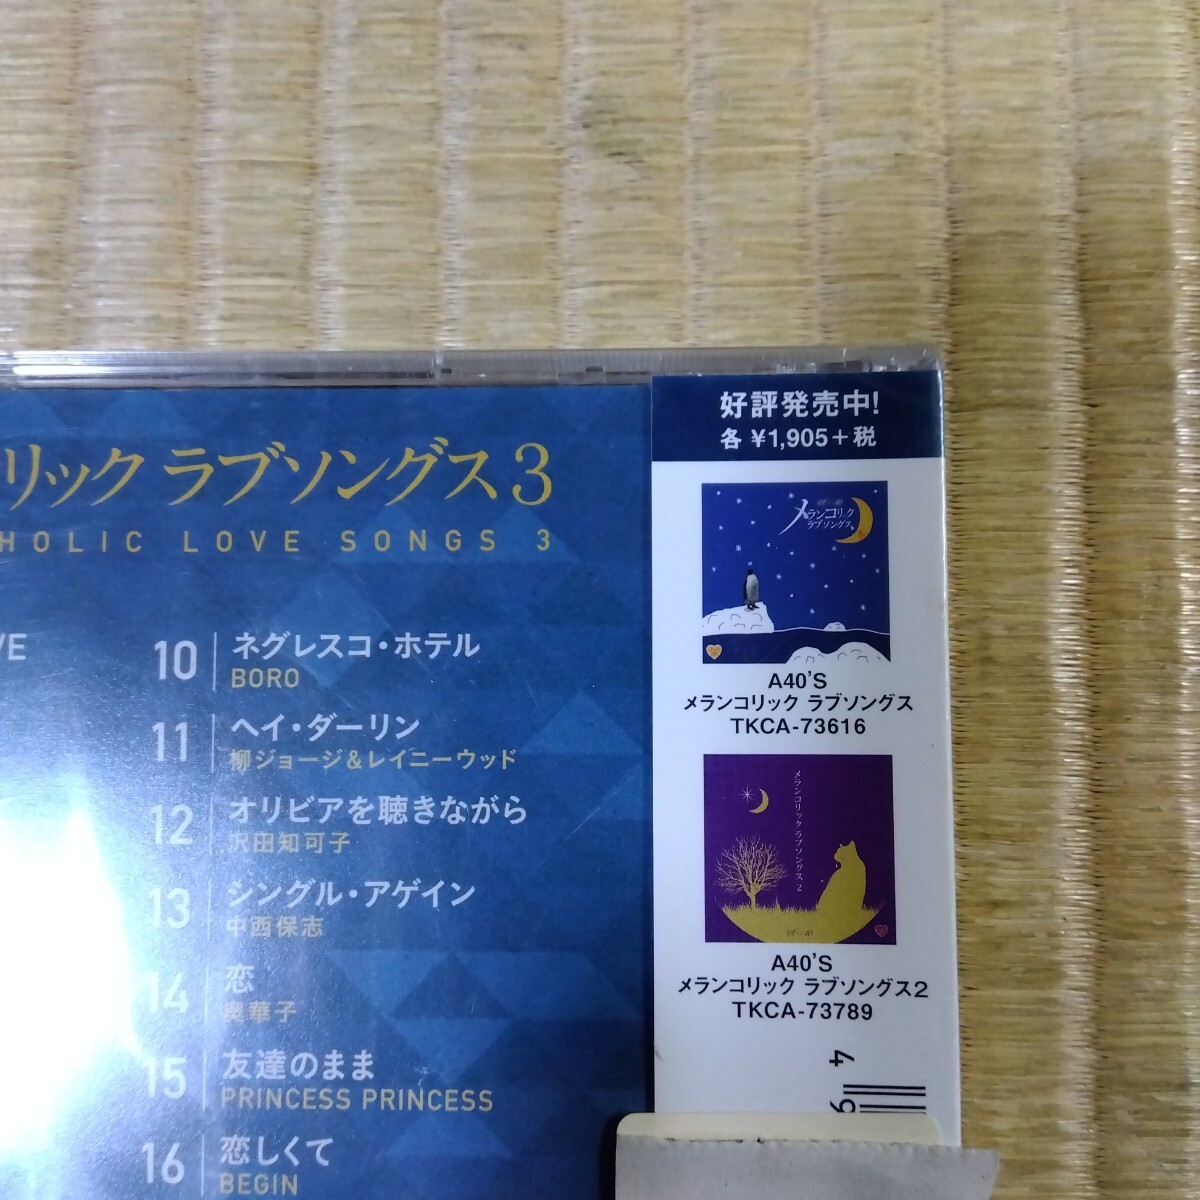 リック ラブソングス3
HOLIC LOVE SONGS 3
VE
10 ネグレスコ・ホテル
BORO
11 ヘイ・ダーリン
柳ジョージ&レイニーウッド
12 オリビアを聴きながら
沢田知可子
13 シングル・アゲイン
中西保志
14 恋
奥華子
15 友達のまま
PRINCESS PRINCESS
16 恋しくて
BEGIN
好評発売中!
各 ¥1,905+税
メランコリック
ラブソングス
A40'S
メランコリック ラブソングス
TKCA-73616
メランコリック ラブソングス 2
A40'S
メランコリック ラブソングス2
TKCA-73789
4
9